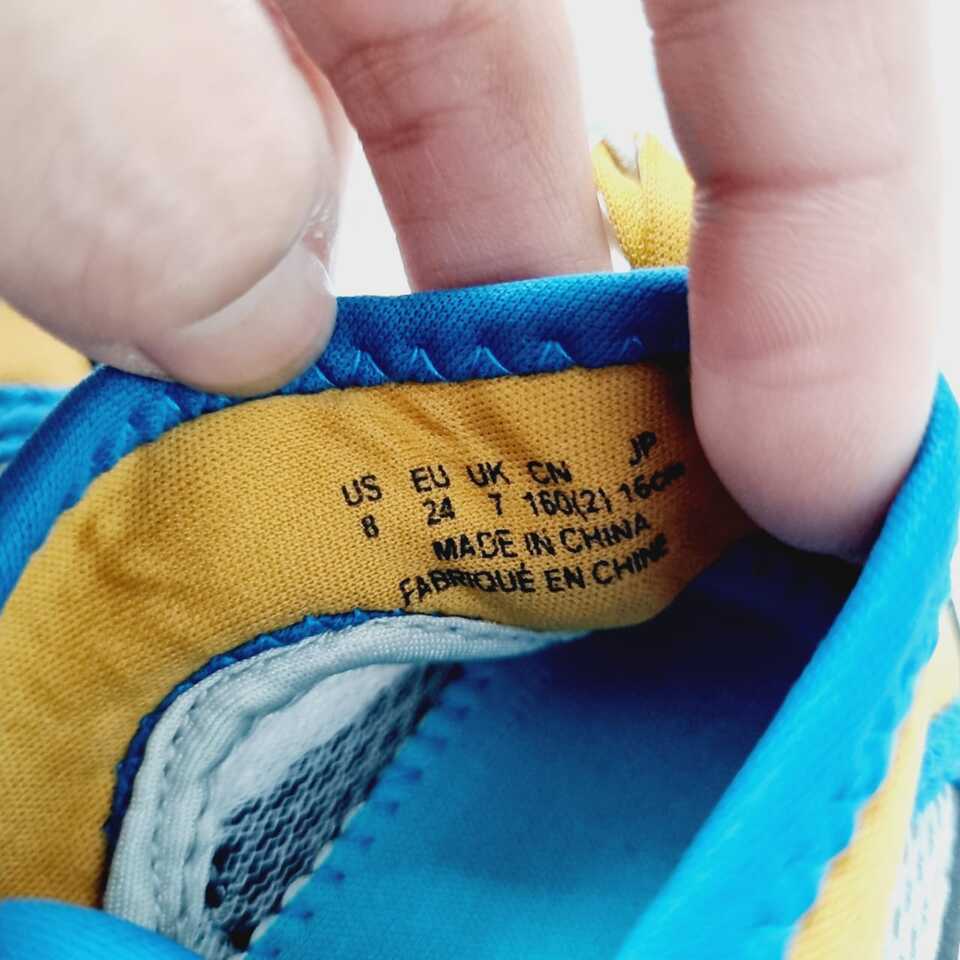 US EU UK CN JP
8 24 7 160(2) 16cm
MADE IN CHINA
FABRIQUÉ EN CHINE